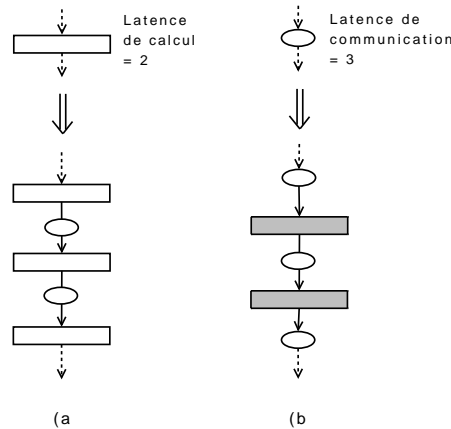 Latence
de calcul
= 2
Latence de
communication
= 3
(a
(b